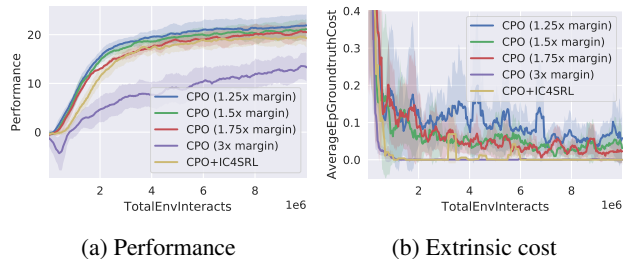 Performance
20
10
0
CPO (1.25x margin)
CPO (1.5x margin)
CPO (1.75x margin)
CPO (3x margin)
CPO+IC4SRL
2 4 6 8
1e6
TotalEnvInteracts
(a) Performance
AverageEpGroundtruthCost
0.4
0.3
0.2
0.1
0.0
CPO (1.25x margin)
CPO (1.5x margin)
CPO (1.75x margin)
CPO (3x margin)
CPO+IC4SRL
2 4 6 8
1e6
TotalEnvInteracts
(b) Extrinsic cost